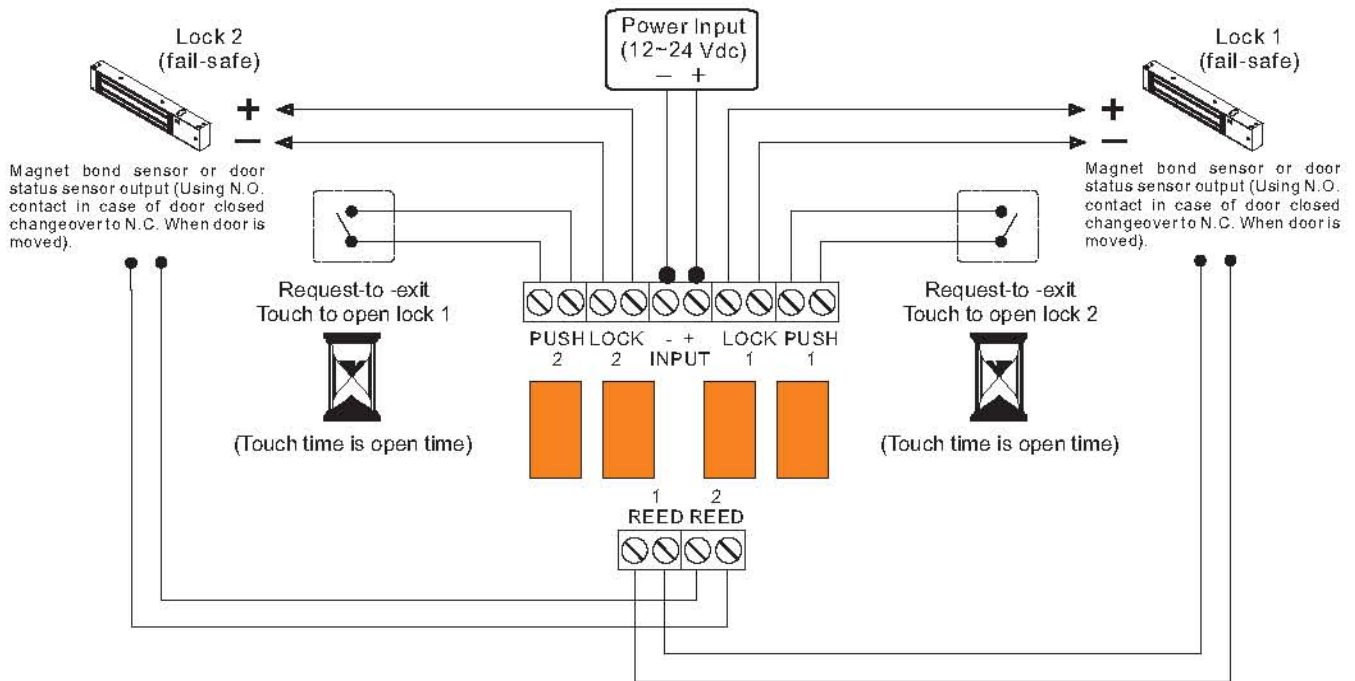 Power Input
(12~24 Vdc)
− +
Lock 2
(fail-safe)
+
−
Lock 1
(fail-safe)
+
−
Magnet bond sensor or door
status sensor output (Using N.O.
contact in case of door closed
changeover to N.C. When door is
moved).
Magnet bond sensor or door
status sensor output (Using N.O.
contact in case of door closed
changeover to N.C. When door is
moved).
Request-to -exit
Touch to open lock 1
(Touch time is open time)
Request-to -exit
Touch to open lock 2
(Touch time is open time)
PUSH LOCK - + LOCK PUSH
2 2 INPUT 1 1
1 2
REED REED